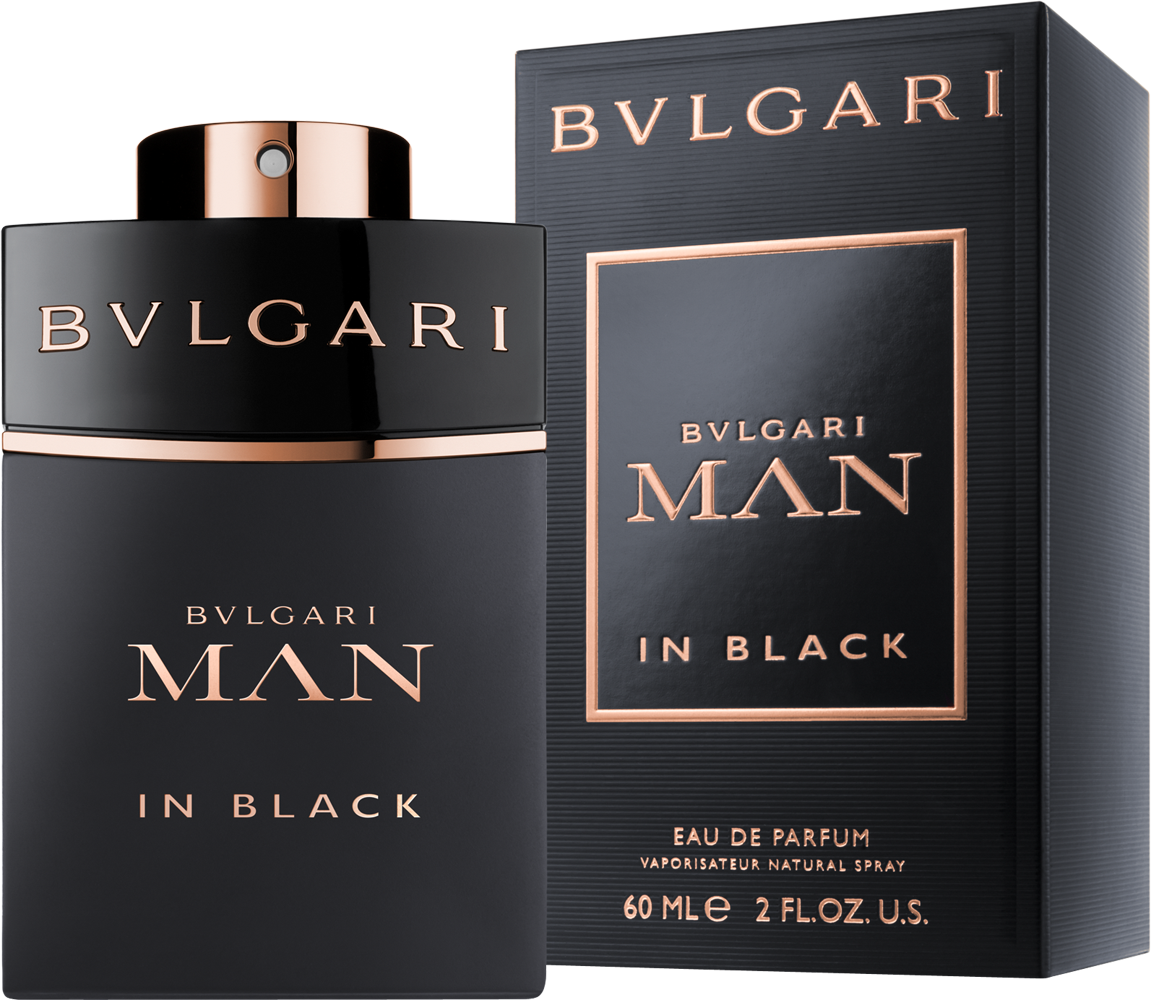 BVLGARI
BVLGARI
MAN
IN BLACK
BVLGARI
BVLGARI
MAN
IN BLACK
EAU DE PARFUM
VAPORISATEUR NATURAL SPRAY
60 ML℮ 2 FL.OZ. U.S.